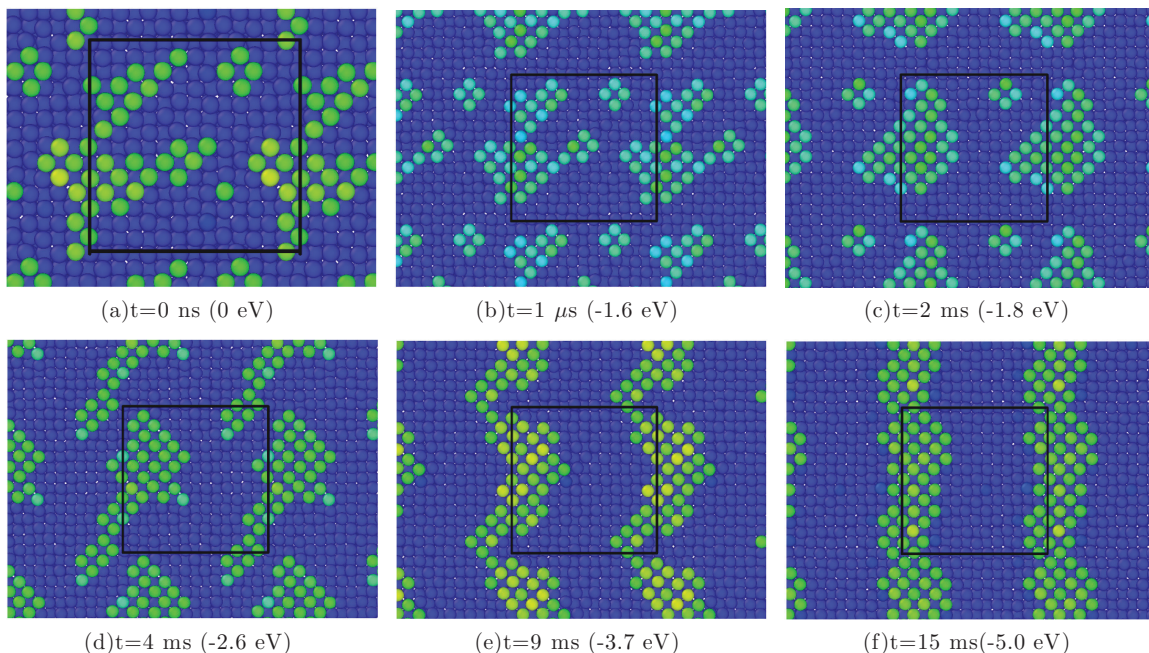 (a)t=0 ns (0 eV)
(b)t=1 μs (-1.6 eV)
(c)t=2 ms (-1.8 eV)
(d)t=4 ms (-2.6 eV)
(e)t=9 ms (-3.7 eV)
(f)t=15 ms(-5.0 eV)